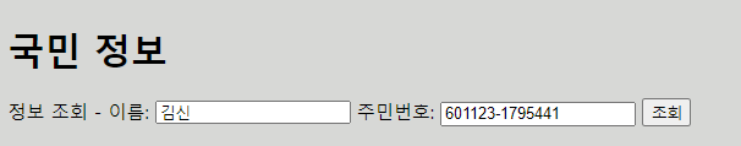 국민 정보
정보 조회 - 이름: 김신 주민번호: 601123-1795441 조회